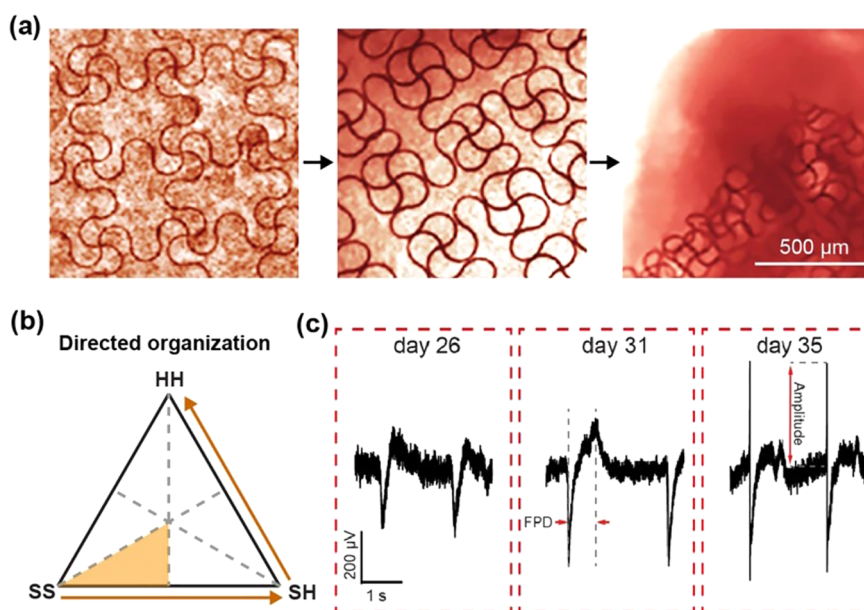 (a)
500 µm
(b)
Directed organization
HH
SS
SH
(c)
day 26
day 31
day 35
Amplitude
FPD
200 µV
1 s